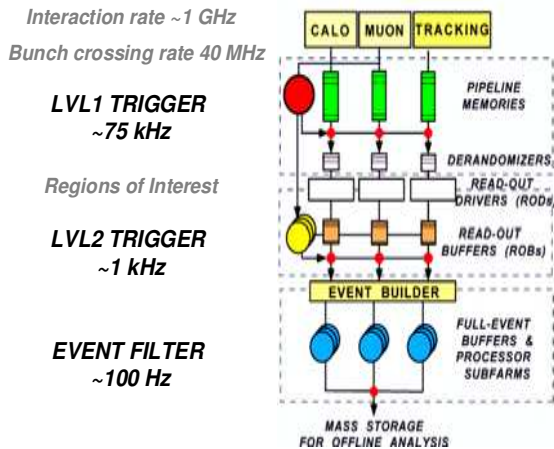 Interaction rate ~1 GHz
Bunch crossing rate 40 MHz
LVL1 TRIGGER
~75 kHz
Regions of Interest
LVL2 TRIGGER
~1 kHz
EVENT FILTER
~100 Hz
CALO MUON TRACKING
PIPELINE
MEMORIES
DERANDOMIZERS
READ-OUT
DRIVERS (RODs)
READ-OUT
BUFFERS (ROBs)
EVENT BUILDER
FULL-EVENT
BUFFERS &
PROCESSOR
SUBFARMS
MASS STORAGE
FOR OFFLINE ANALYSIS